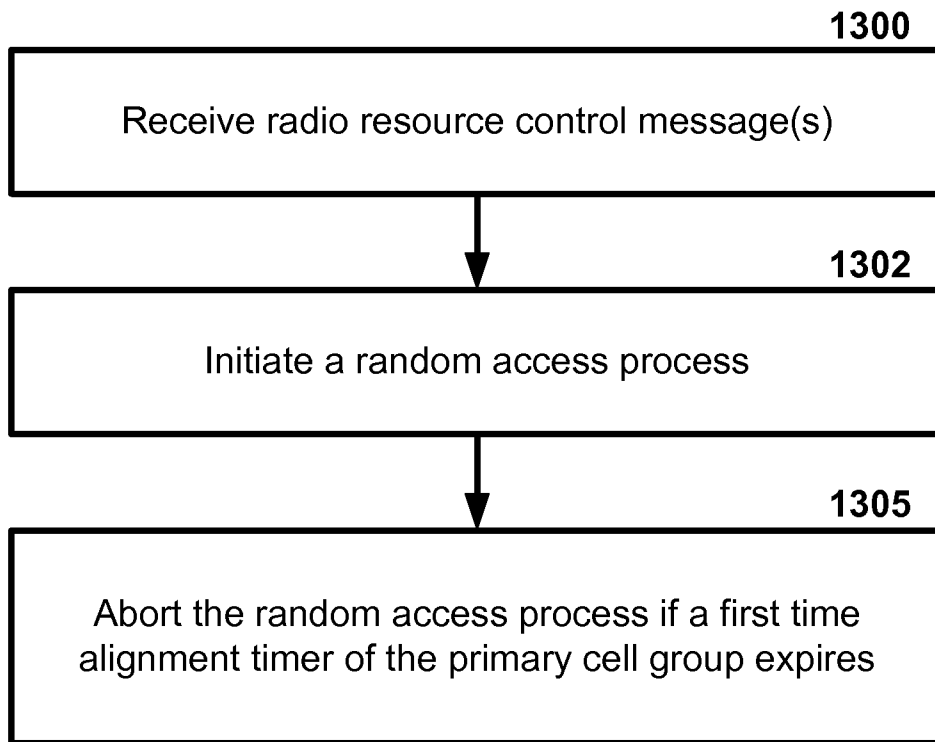 1300
Receive radio resource control message(s)
1302
Initiate a random access process
1305
Abort the random access process if a first time
alignment timer of the primary cell group expires